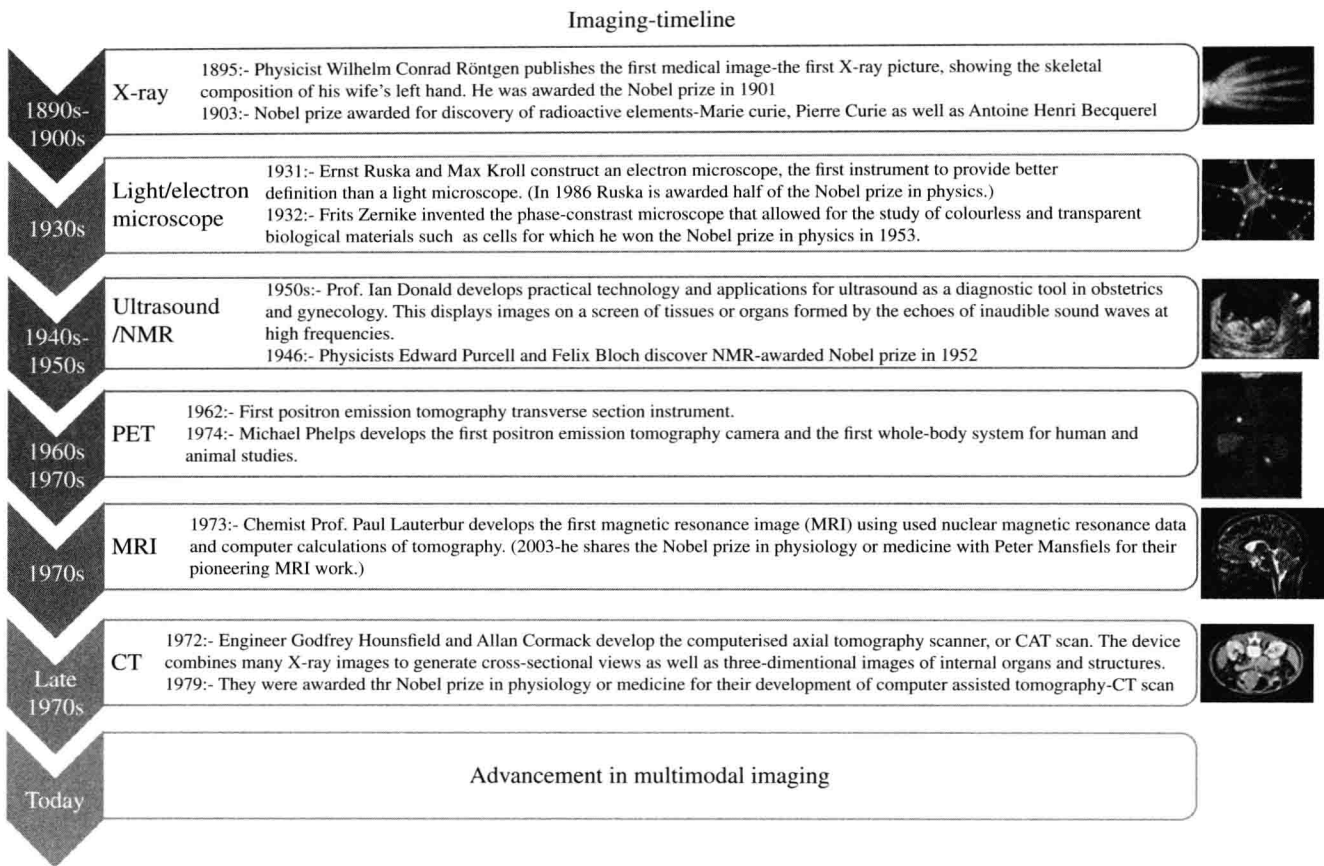 Imaging-timeline
1890s-
1900s
X-ray
1895:- Physicist Wilhelm Conrad Röntgen publishes the first medical image-the first X-ray picture, showing the skeletal
composition of his wife's left hand. He was awarded the Nobel prize in 1901
1903:- Nobel prize awarded for discovery of radioactive elements-Marie curie, Pierre Curie as well as Antoine Henri Becquerel
1930s
Light/electron
microscope
1931:- Ernst Ruska and Max Kroll construct an electron microscope, the first instrument to provide better
definition than a light microscope. (In 1986 Ruska is awarded half of the Nobel prize in physics.)
1932:- Frits Zernike invented the phase-constrast microscope that allowed for the study of colourless and transparent
biological materials such as cells for which he won the Nobel prize in physics in 1953.
1940s-
1950s
Ultrasound
/NMR
1950s:- Prof. Ian Donald develops practical technology and applications for ultrasound as a diagnostic tool in obstetrics
and gynecology. This displays images on a screen of tissues or organs formed by the echoes of inaudible sound waves at
high frequencies.
1946:- Physicists Edward Purcell and Felix Bloch discover NMR-awarded Nobel prize in 1952
1960s
1970s
PET
1962:- First positron emission tomography transverse section instrument.
1974:- Michael Phelps develops the first positron emission tomography camera and the first whole-body system for human and
animal studies.
1970s
MRI
1973:- Chemist Prof. Paul Lauterbur develops the first magnetic resonance image (MRI) using used nuclear magnetic resonance data
and computer calculations of tomography. (2003-he shares the Nobel prize in physiology or medicine with Peter Mansfiels for their
pioneering MRI work.)
Late
1970s
CT
1972:- Engineer Godfrey Hounsfield and Allan Cormack develop the computerised axial tomography scanner, or CAT scan. The device
combines many X-ray images to generate cross-sectional views as well as three-dimentional images of internal organs and structures.
1979:- They were awarded thr Nobel prize in physiology or medicine for their development of computer assisted tomography-CT scan
Today
Advancement in multimodal imaging